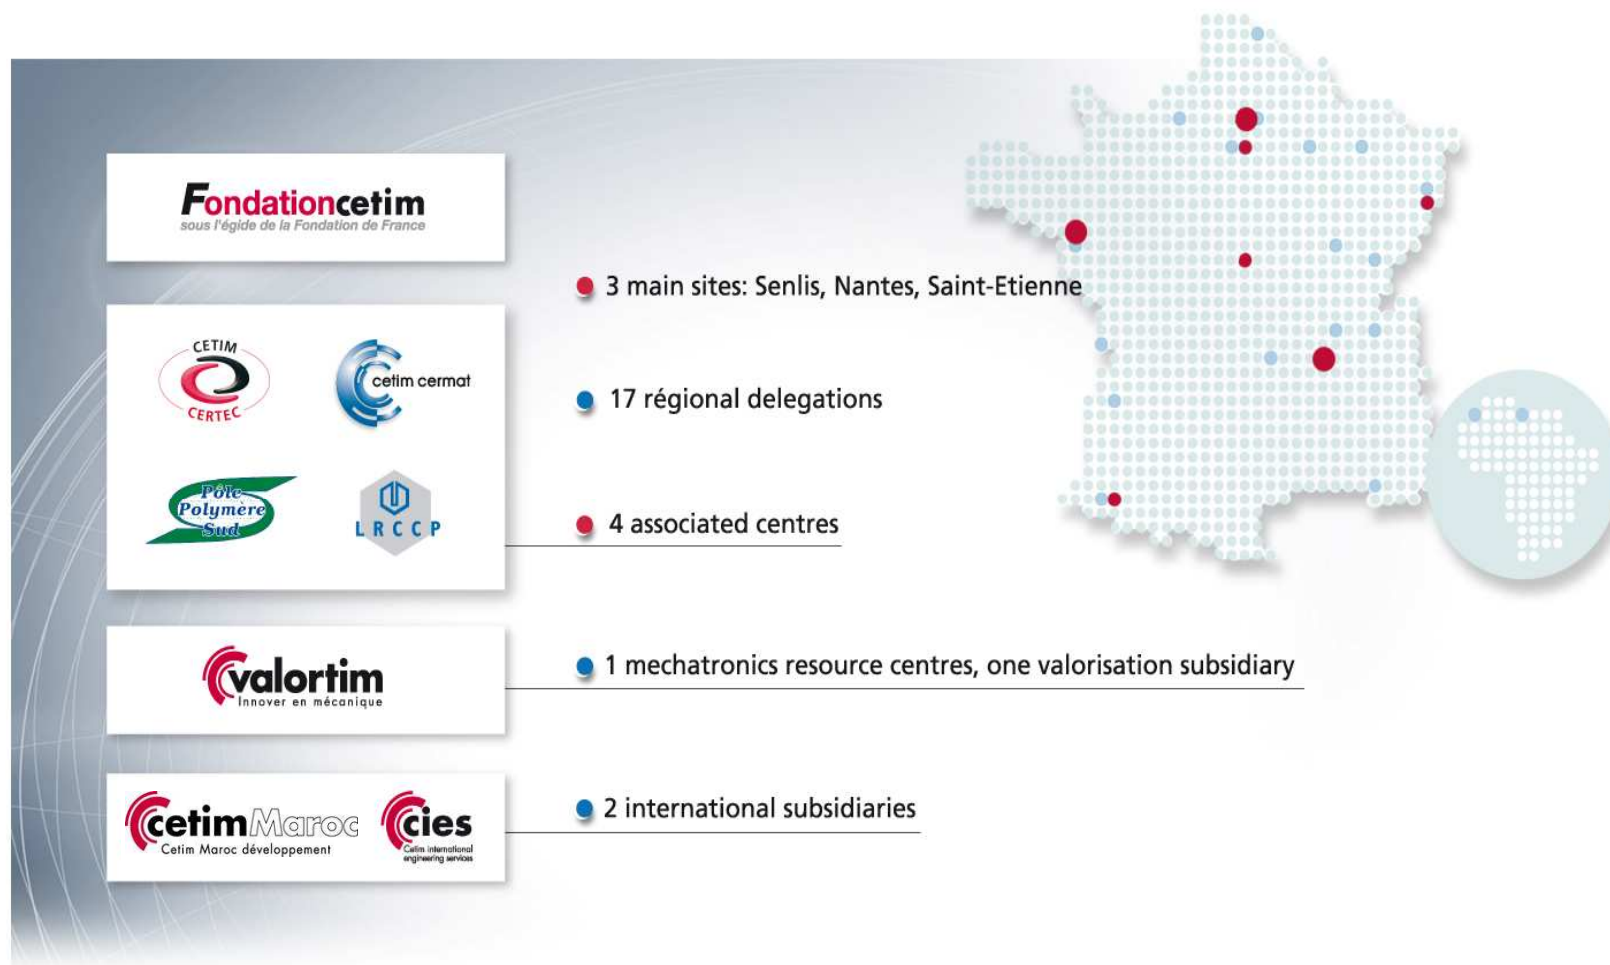 Fondationcetim
sous l'égide de la Fondation de France
3 main sites: Senlis, Nantes, Saint-Etienne
CETIM
CERTEC
cetim cermat
17 régional delegations
Pôle
Polymère
Sud
LRCCP
4 associated centres
valortim
Innover en mécanique
1 mechatronics resource centres, one valorisation subsidiary
cetimMaroc
Cetim Maroc développement
cies
Cetim international
engineering services
2 international subsidiaries